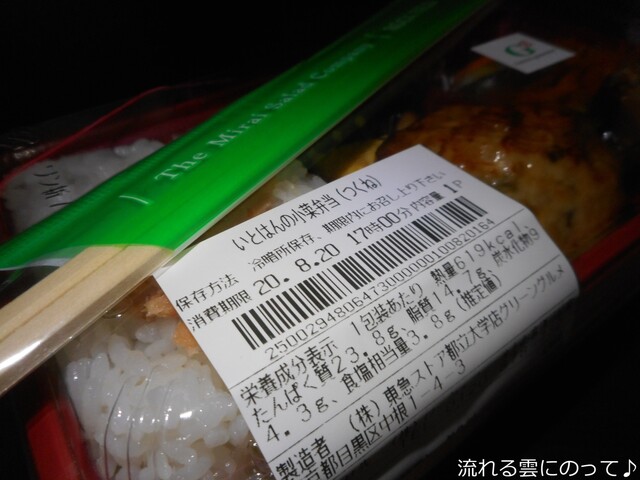 The Mirai Salad Company
G
いとはんの小菜弁当(つくね)
保存方法 冷暗所保存、期限内にお召し上り下さい
消費期限 20.8.20 17時00分 内容量 1P
2500294806473000000100820164
栄養成分表示 1包装あたり 熱量619kcal、
たんぱく質23.8g、脂質14.7g、炭水化物9
4.3g、食塩相当量3.8g(推定値)
製造者 (株)東急ストア都立大学店グリーングルメ
京都目黒区中根1-4-3
流れる雲にのって♪